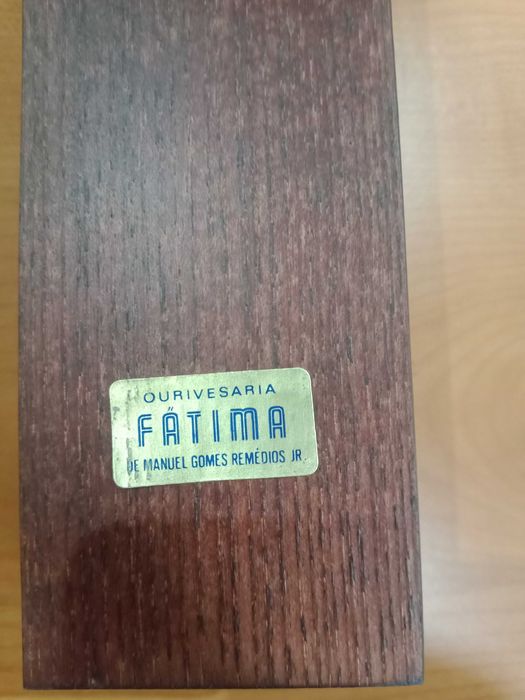 OURIVESARIA
FÁTIMA
DE MANUEL GOMES REMÉDIOS JR.